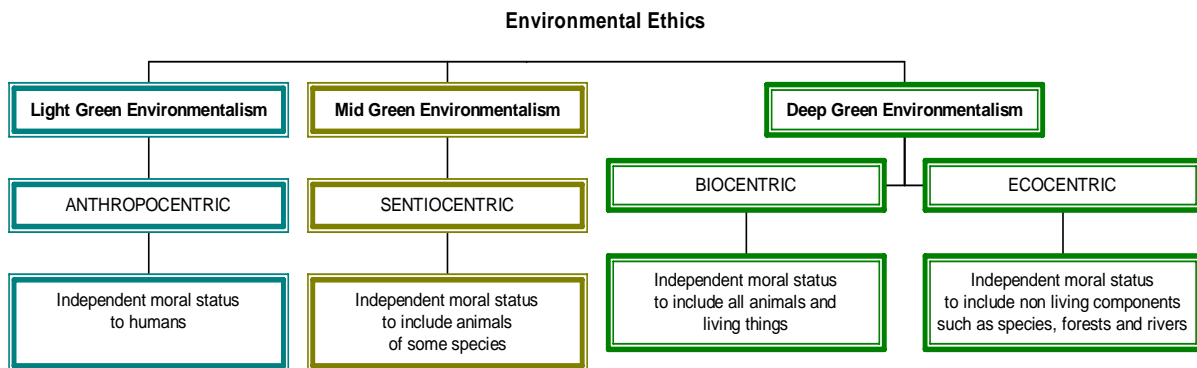 Environmental Ethics
Light Green Environmentalism
Mid Green Environmentalism
Deep Green Environmentalism
ANTHROPOCENTRIC
SENTIOCENTRIC
BIOCENTRIC
ECOCENTRIC
Independent moral status
to humans
Independent moral status
to include animals
of some species
Independent moral status
to include all animals and
living things
Independent moral status
to include non living components
such as species, forests and rivers